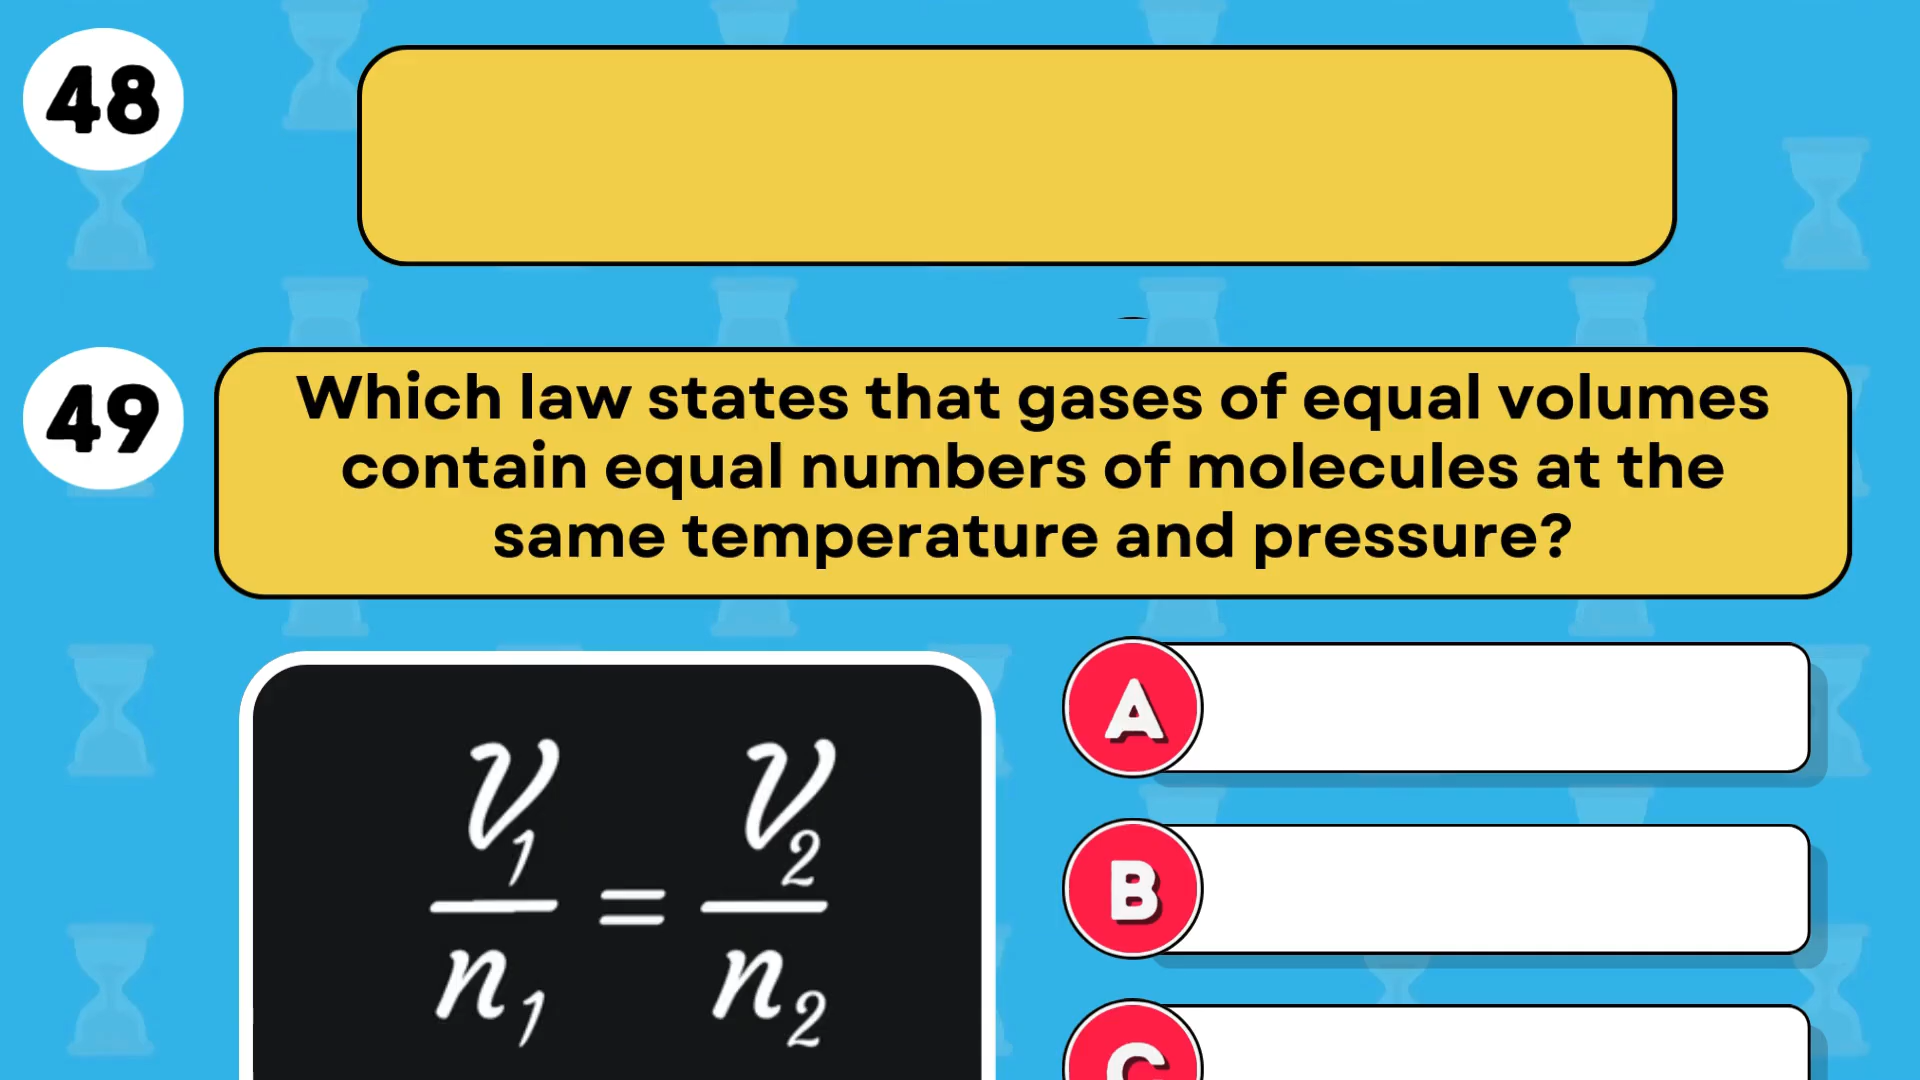 48
49
Which law states that gases of equal volumes
contain equal numbers of molecules at the
same temperature and pressure?
A
V1 V2
=
n1 n2
B
C